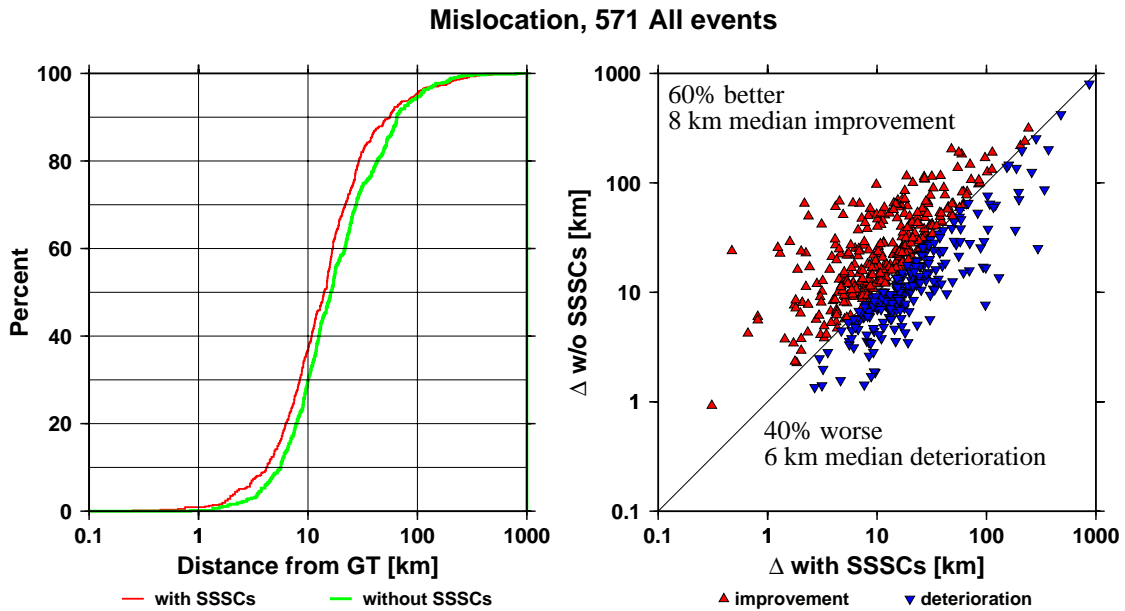 Mislocation, 571 All events
100
80
60
40
20
0
Percent
0.1
1
10
100
1000
Distance from GT [km]
with SSSCs
without SSSCs
1000
100
10
1
0.1
Δ w/o SSSCs [km]
60% better
8 km median improvement
40% worse
6 km median deterioration
0.1
1
10
100
1000
Δ with SSSCs [km]
improvement
deterioration